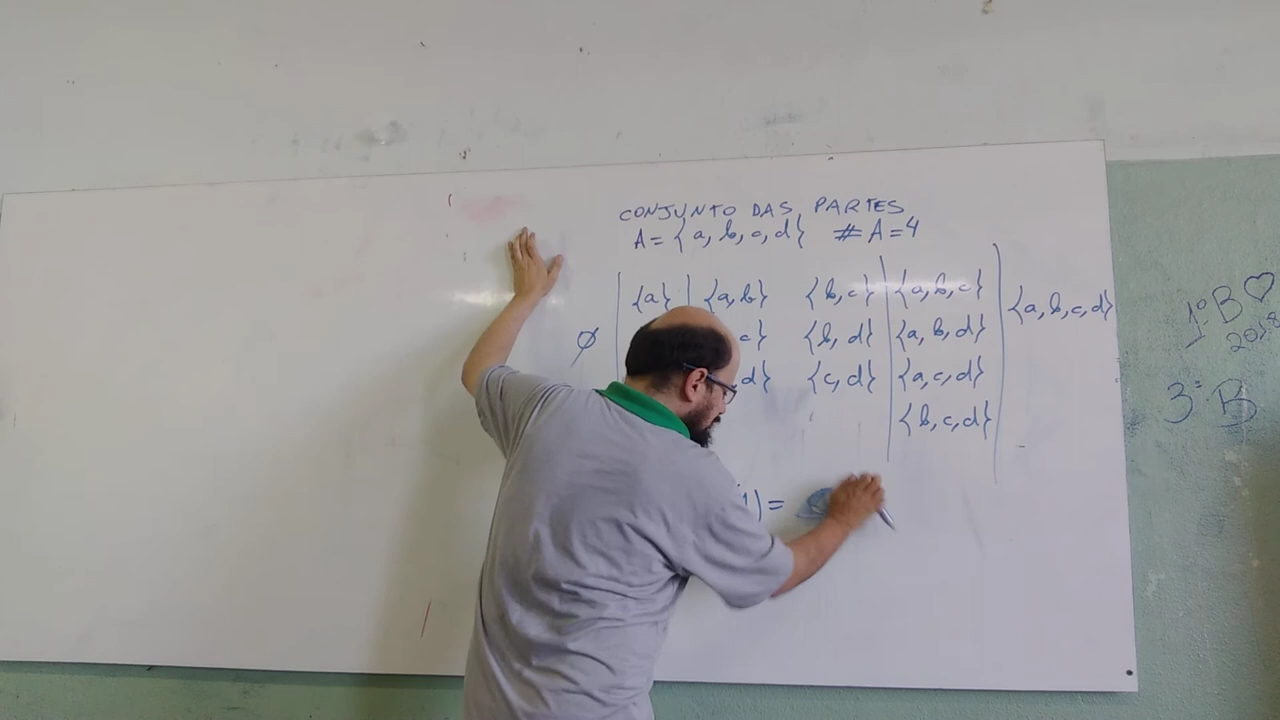 CONJUNTO DAS PARTES
A = {a, b, c, d} # A = 4
{a} {a, b} {b, c} {a, b, c} {a, b, c, d}
∅ c} {b, d} {a, b, d}
d} {c, d} {a, c, d}
{b, c, d}
) =
1º B ♡
3º B